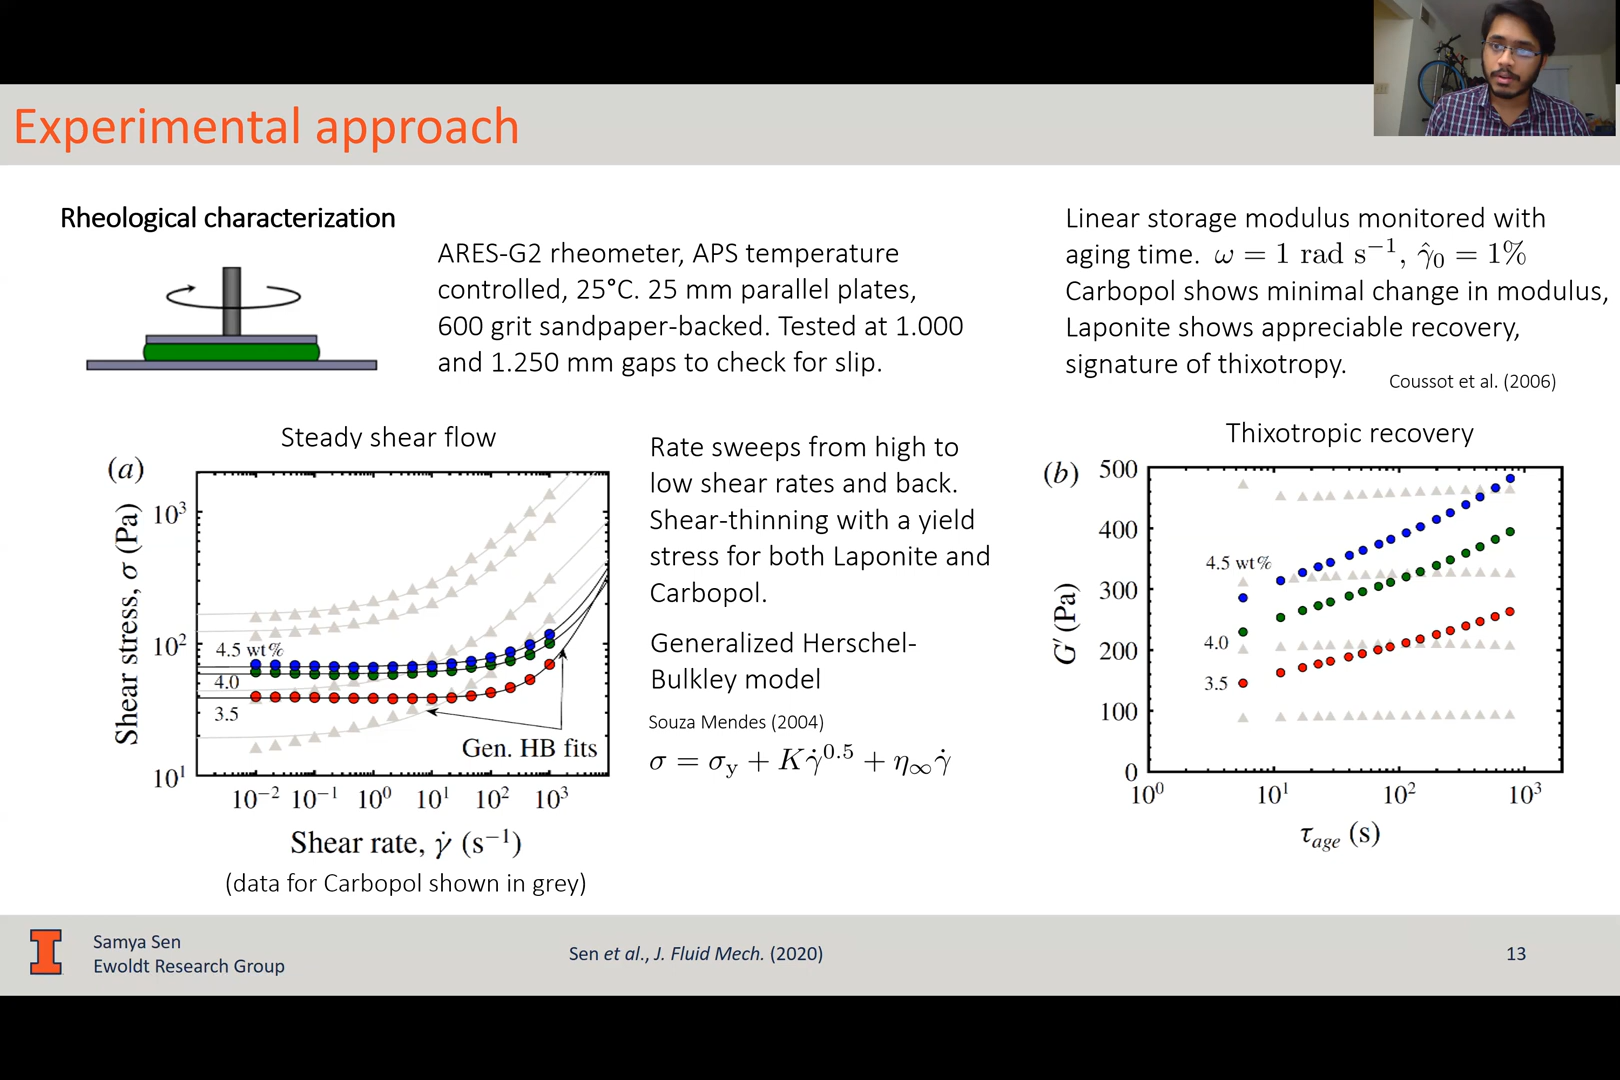 Experimental approach
Rheological characterization
ARES-G2 rheometer, APS temperature
controlled, 25°C. 25 mm parallel plates,
600 grit sandpaper-backed. Tested at 1.000
and 1.250 mm gaps to check for slip.
Linear storage modulus monitored with
aging time. ω = 1 rad s⁻¹, γ̂₀ = 1%
Carbopol shows minimal change in modulus,
Laponite shows appreciable recovery,
signature of thixotropy.
Coussot et al. (2006)
Steady shear flow
(a)
Shear stress, σ (Pa)
10³
10²
10¹
4.5 wt%
4.0
3.5
Gen. HB fits
10⁻² 10⁻¹ 10⁰ 10¹ 10² 10³
Shear rate, γ̇ (s⁻¹)
(data for Carbopol shown in grey)
Rate sweeps from high to
low shear rates and back.
Shear-thinning with a yield
stress for both Laponite and
Carbopol.
Generalized Herschel-
Bulkley model
Souza Mendes (2004)
σ = σ_y + Kγ̇^0.5 + η_∞γ̇
Thixotropic recovery
(b)
G′ (Pa)
500
400
300
200
100
0
4.5 wt%
4.0
3.5
10⁰ 10¹ 10² 10³
τ_age (s)
I
Samya Sen
Ewoldt Research Group
Sen et al., J. Fluid Mech. (2020)
13